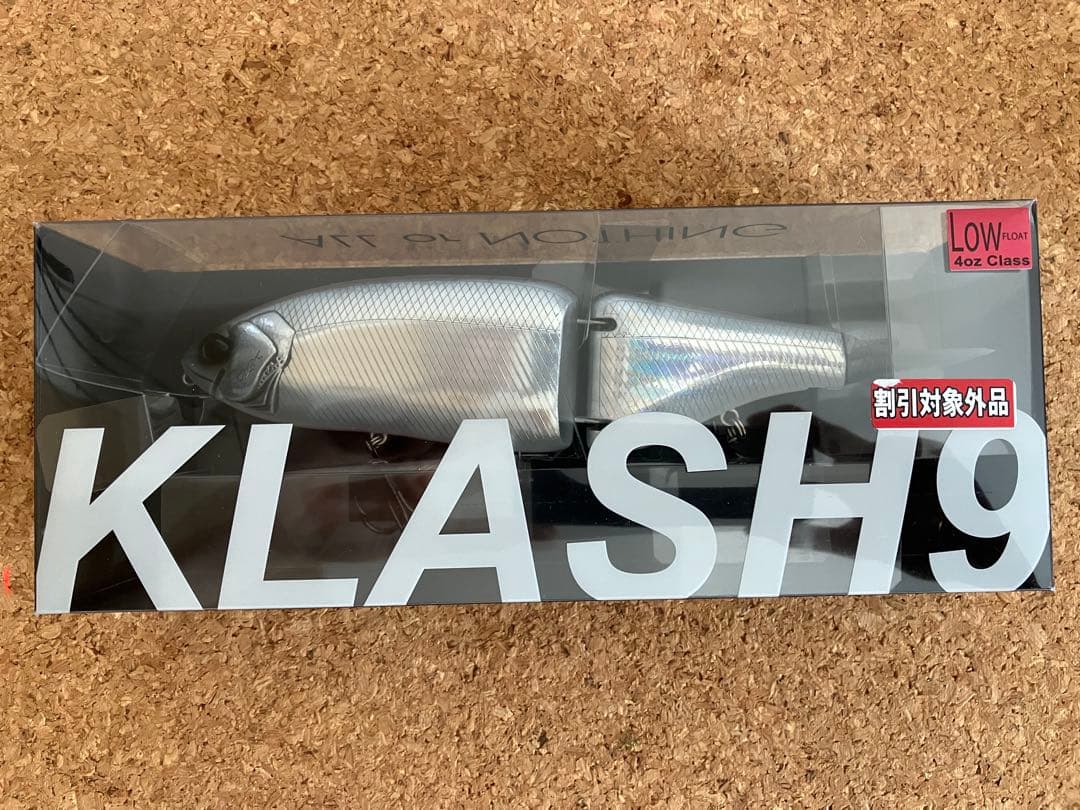 ALL OR NOTHING
LOW FLOAT
4oz Class
割引対象外品
KLASH9